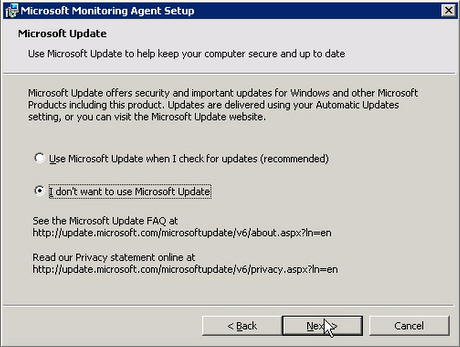 Microsoft Monitoring Agent Setup
Microsoft Update
Use Microsoft Update to help keep your computer secure and up to date
Microsoft Update offers security and important updates for Windows and other Microsoft
Products including this product. Updates are delivered using your Automatic Updates
setting, or you can visit the Microsoft Update website.
Use Microsoft Update when I check for updates (recommended)
I don't want to use Microsoft Update
See the Microsoft Update FAQ at
http://update.microsoft.com/microsoftupdate/v6/about.aspx?ln=en
Read our Privacy statement online at
http://update.microsoft.com/microsoftupdate/v6/privacy.aspx?ln=en
< Back Next > Cancel